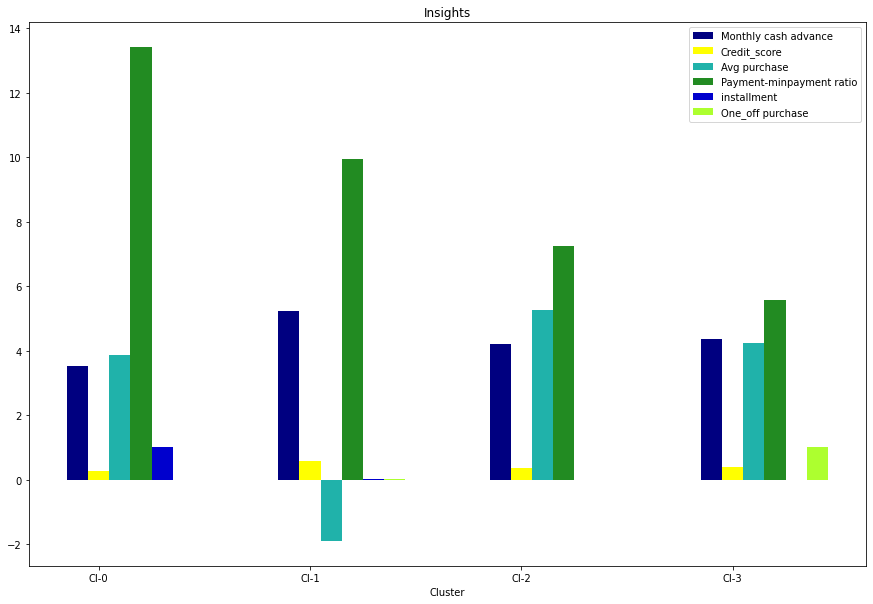 Insights
14
12
10
8
6
4
2
0
−2
Monthly cash advance
Credit_score
Avg purchase
Payment-minpayment ratio
installment
One_off purchase
Cl-0
Cl-1
Cl-2
Cl-3
Cluster